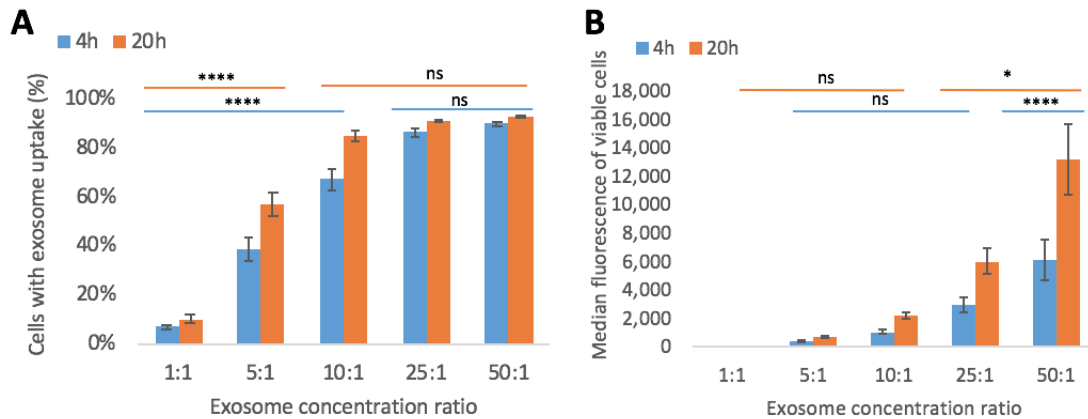 A
4h 20h
Cells with exosome uptake (%)
****
ns
****
ns
100%
80%
60%
40%
20%
0%
1:1 5:1 10:1 25:1 50:1
Exosome concentration ratio
B
4h 20h
Median fluorescence of viable cells
ns
*
ns
****
18,000
16,000
14,000
12,000
10,000
8,000
6,000
4,000
2,000
0
1:1 5:1 10:1 25:1 50:1
Exosome concentration ratio